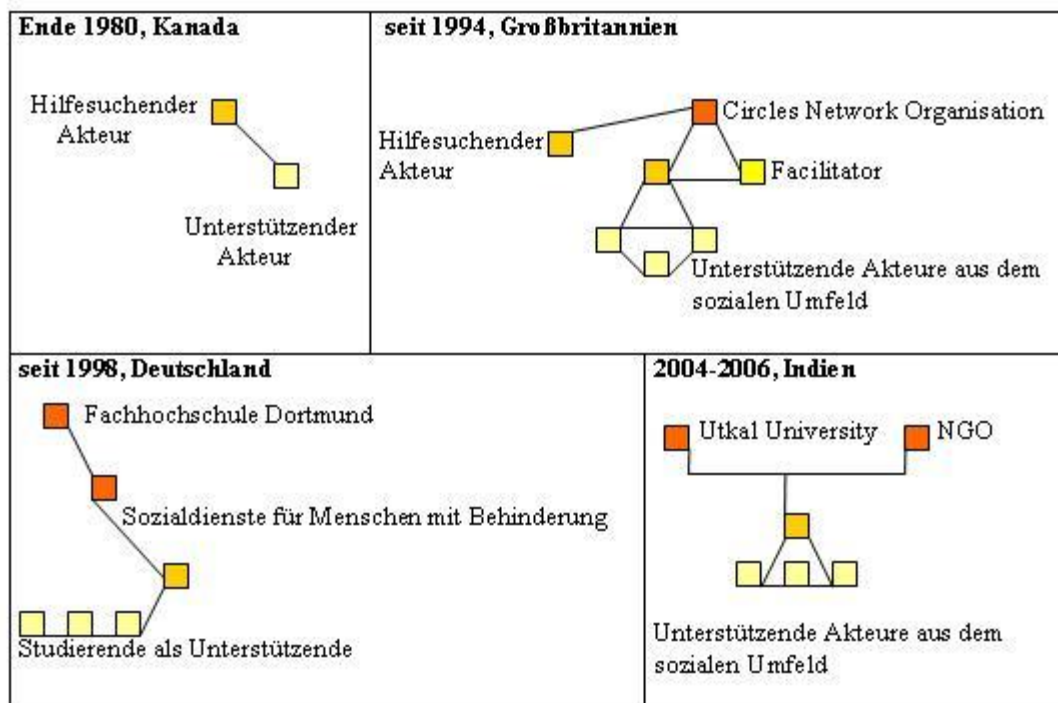 Ende 1980, Kanada
Hilfesuchender
Akteur
Unterstützender
Akteur
seit 1994, Großbritannien
Circles Network Organisation
Hilfesuchender
Akteur
Facilitator
Unterstützende Akteure aus dem
sozialen Umfeld
seit 1998, Deutschland
Fachhochschule Dortmund
Sozialdienste für Menschen mit Behinderung
Studierende als Unterstützende
2004-2006, Indien
Utkal University
NGO
Unterstützende Akteure aus dem
sozialen Umfeld